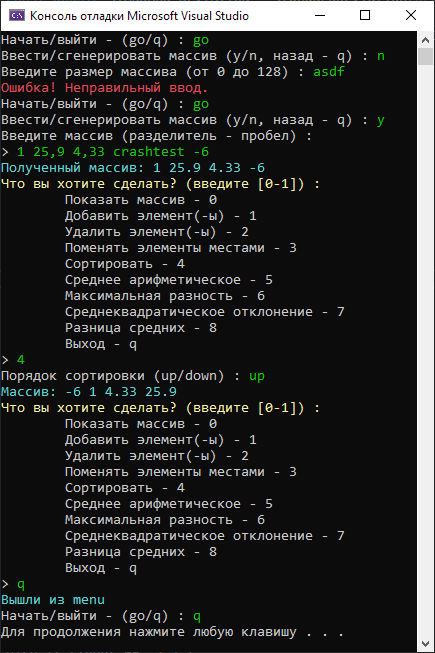 Консоль отладки Microsoft Visual Studio
Начать/выйти - (go/q) : go
Ввести/сгенерировать массив (y/n, назад - q) : n
Введите размер массива (от 0 до 128) : asdf
Ошибка! Неправильный ввод.
Начать/выйти - (go/q) : go
Ввести/сгенерировать массив (y/n, назад - q) : y
Введите массив (разделитель - пробел) :
> 1 25,9 4,33 crashtest -6
Полученный массив: 1 25.9 4.33 -6
Что вы хотите сделать? (введите [0-1]) :
Показать массив - 0
Добавить элемент(-ы) - 1
Удалить элемент(-ы) - 2
Поменять элементы местами - 3
Сортировать - 4
Среднее арифметическое - 5
Максимальная разность - 6
Среднеквадратическое отклонение - 7
Разница средних - 8
Выход - q
> 4
Порядок сортировки (up/down) : up
Массив: -6 1 4.33 25.9
Что вы хотите сделать? (введите [0-1]) :
Показать массив - 0
Добавить элемент(-ы) - 1
Удалить элемент(-ы) - 2
Поменять элементы местами - 3
Сортировать - 4
Среднее арифметическое - 5
Максимальная разность - 6
Среднеквадратическое отклонение - 7
Разница средних - 8
Выход - q
> q
Вышли из menu
Начать/выйти - (go/q) : q
Для продолжения нажмите любую клавишу . . .